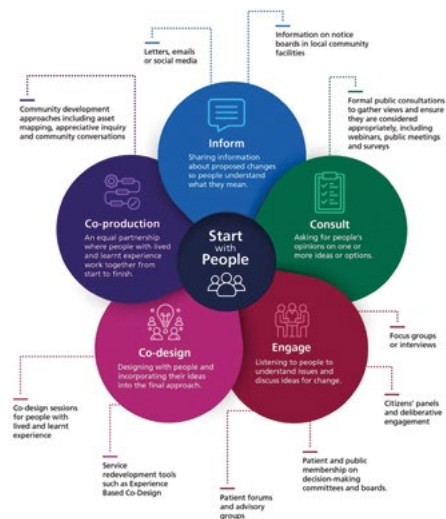 Letters, emails
or social media
Information on notice
boards in local community
facilities
Community development
approaches including asset
mapping, appreciative inquiry
and community conversations
Formal public consultations
to gather views and ensure
they are considered
appropriately, including
webinars, public meetings
and surveys
Inform
Sharing information
about proposed changes
so people understand
what they mean.
Co-production
An equal partnership
where people with lived
and learnt experience
work together from
start to finish.
Start
with
People
Consult
Asking for people's
opinions on one or
more ideas or options.
Co-design
Designing with people and
incorporating their ideas
into the final approach.
Engage
Listening to people to
understand issues and
discuss ideas for change.
Focus groups
or interviews
Citizens' panels
and deliberative
engagement
Co-design sessions
for people with
lived and learnt
experience
Service
redevelopment tools
such as Experience
Based Co-Design
Patient forums
and advisory
groups
Patient and public
membership on
decision-making
committees and boards.